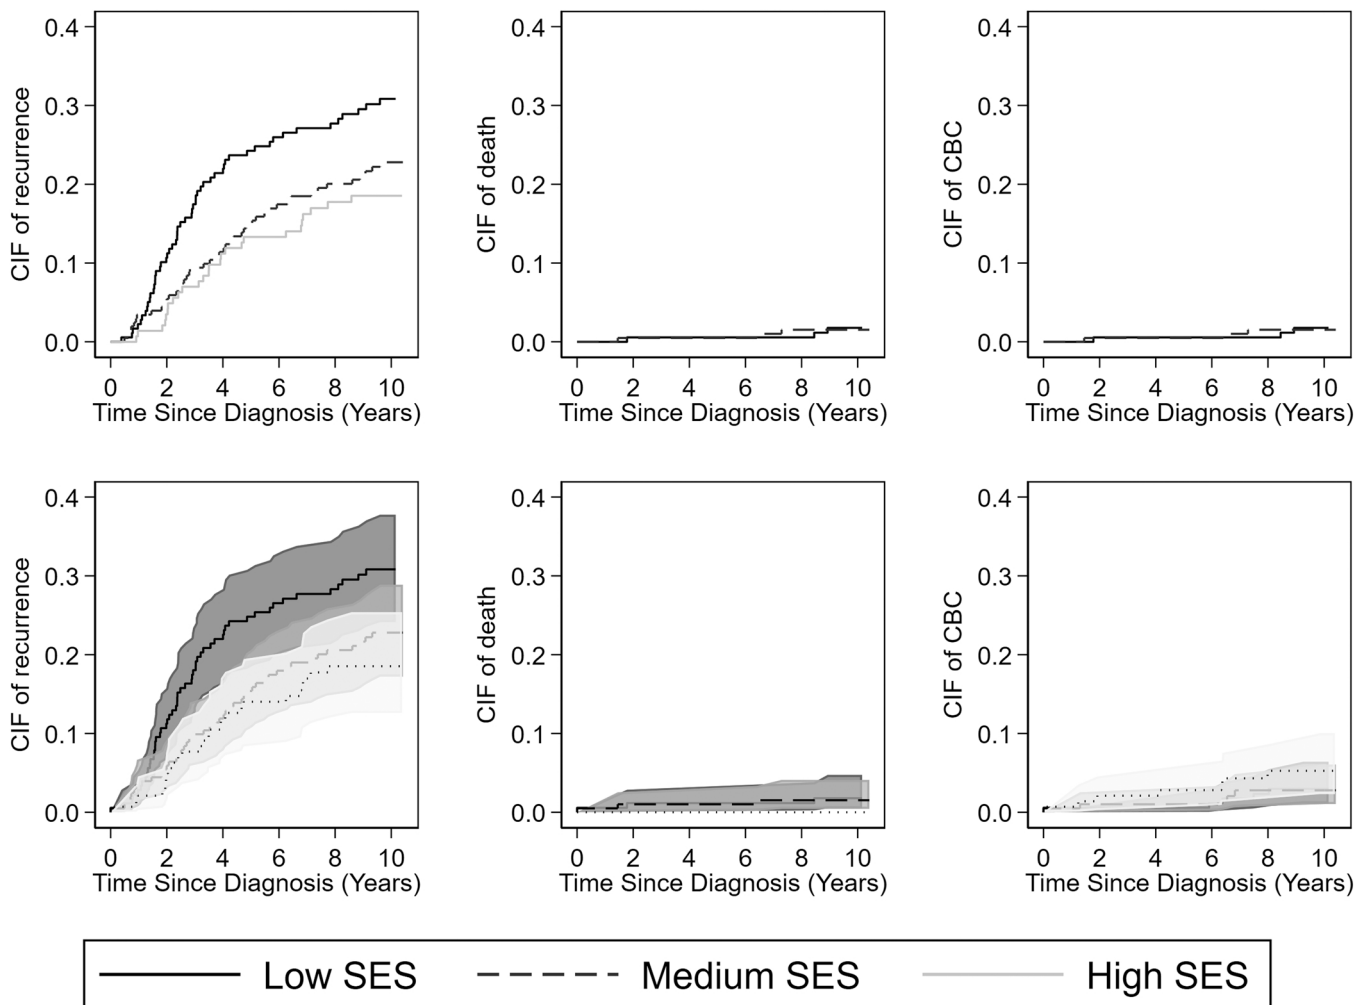 CIF of recurrence
0.4
0.3
0.2
0.1
0.0
0 2 4 6 8 10
Time Since Diagnosis (Years)
CIF of death
0.4
0.3
0.2
0.1
0.0
0 2 4 6 8 10
Time Since Diagnosis (Years)
CIF of CBC
0.4
0.3
0.2
0.1
0.0
0 2 4 6 8 10
Time Since Diagnosis (Years)
CIF of recurrence
0.4
0.3
0.2
0.1
0.0
0 2 4 6 8 10
Time Since Diagnosis (Years)
CIF of death
0.4
0.3
0.2
0.1
0.0
0 2 4 6 8 10
Time Since Diagnosis (Years)
CIF of CBC
0.4
0.3
0.2
0.1
0.0
0 2 4 6 8 10
Time Since Diagnosis (Years)
Low SES Medium SES High SES